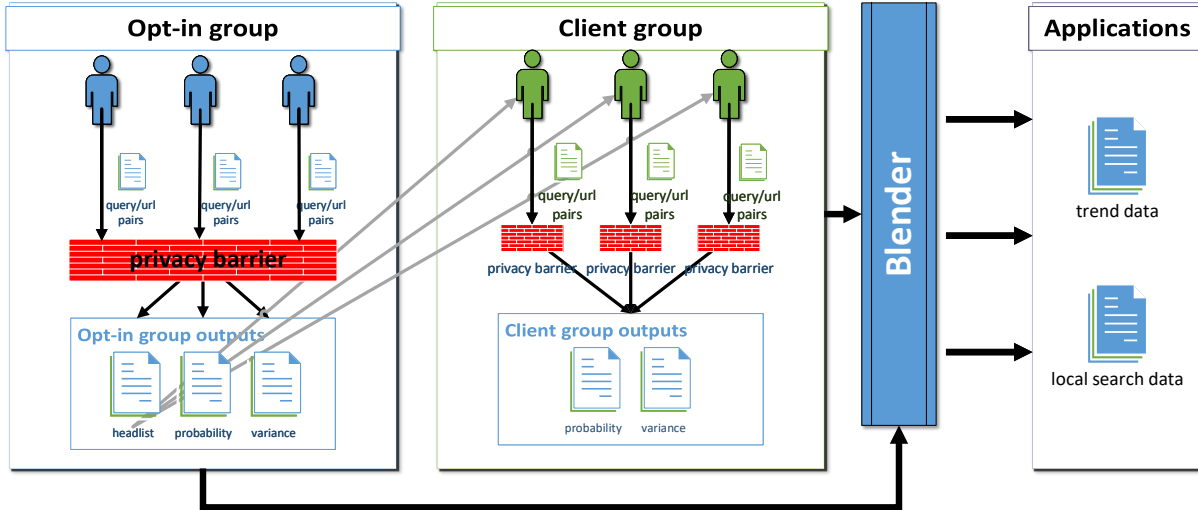 Opt-in group
query/url
pairs
query/url
pairs
query/url
pairs
privacy barrier
Opt-in group outputs
headlist
probability
variance
Client group
query/url
pairs
query/url
pairs
query/url
pairs
privacy barrier
privacy barrier
privacy barrier
Client group outputs
probability
variance
Blender
Applications
trend data
local search data